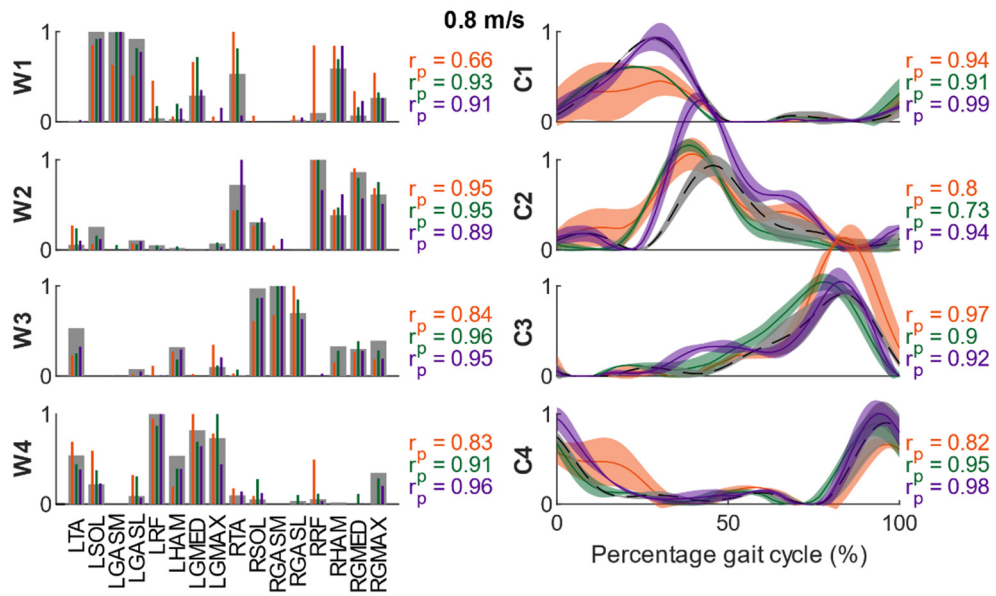 0.8 m/s
W1
1
0
r_p = 0.66
r_p = 0.93
r_p = 0.91
C1
1
0
r_p = 0.94
r_p = 0.91
r_p = 0.99
W2
1
0
r_p = 0.95
r_p = 0.95
r_p = 0.89
C2
1
0
r_p = 0.8
r_p = 0.73
r_p = 0.94
W3
1
0
r_p = 0.84
r_p = 0.96
r_p = 0.95
C3
1
0
r_p = 0.97
r_p = 0.9
r_p = 0.92
W4
1
0
r_p = 0.83
r_p = 0.91
r_p = 0.96
C4
1
0
r_p = 0.82
r_p = 0.95
r_p = 0.98
LTA
LSOL
LGASM
LGASL
LRF
LHAM
LGMED
LGMAX
RTA
RSOL
RGASM
RGASL
RRF
RHAM
RGMED
RGMAX
0
50
100
Percentage gait cycle (%)